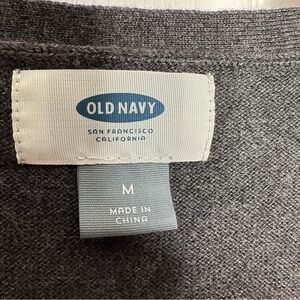 OLD NAVY
SAN FRANCISCO
CALIFORNIA
M
MADE IN
CHINA